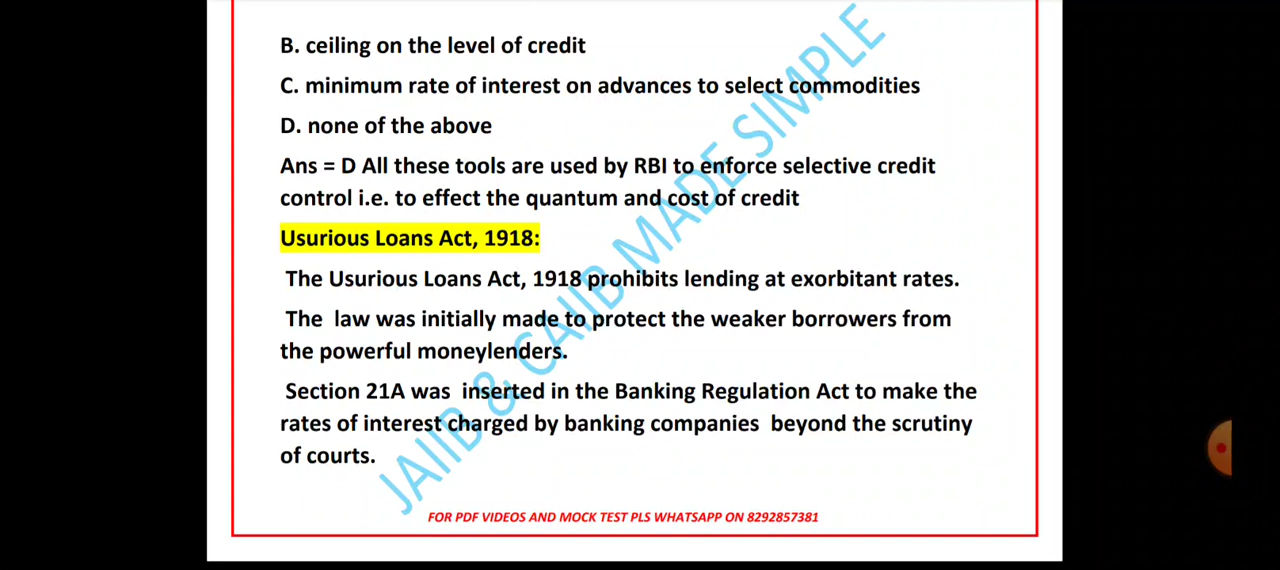 B. ceiling on the level of credit
C. minimum rate of interest on advances to select commodities
D. none of the above
Ans = D All these tools are used by RBI to enforce selective credit
control i.e. to effect the quantum and cost of credit
Usurious Loans Act, 1918:
The Usurious Loans Act, 1918 prohibits lending at exorbitant rates.
The law was initially made to protect the weaker borrowers from
the powerful moneylenders.
Section 21A was inserted in the Banking Regulation Act to make the
rates of interest charged by banking companies beyond the scrutiny
of courts.
JAIIB & CAIIB MADE SIMPLE
FOR PDF VIDEOS AND MOCK TEST PLS WHATSAPP ON 8292857381